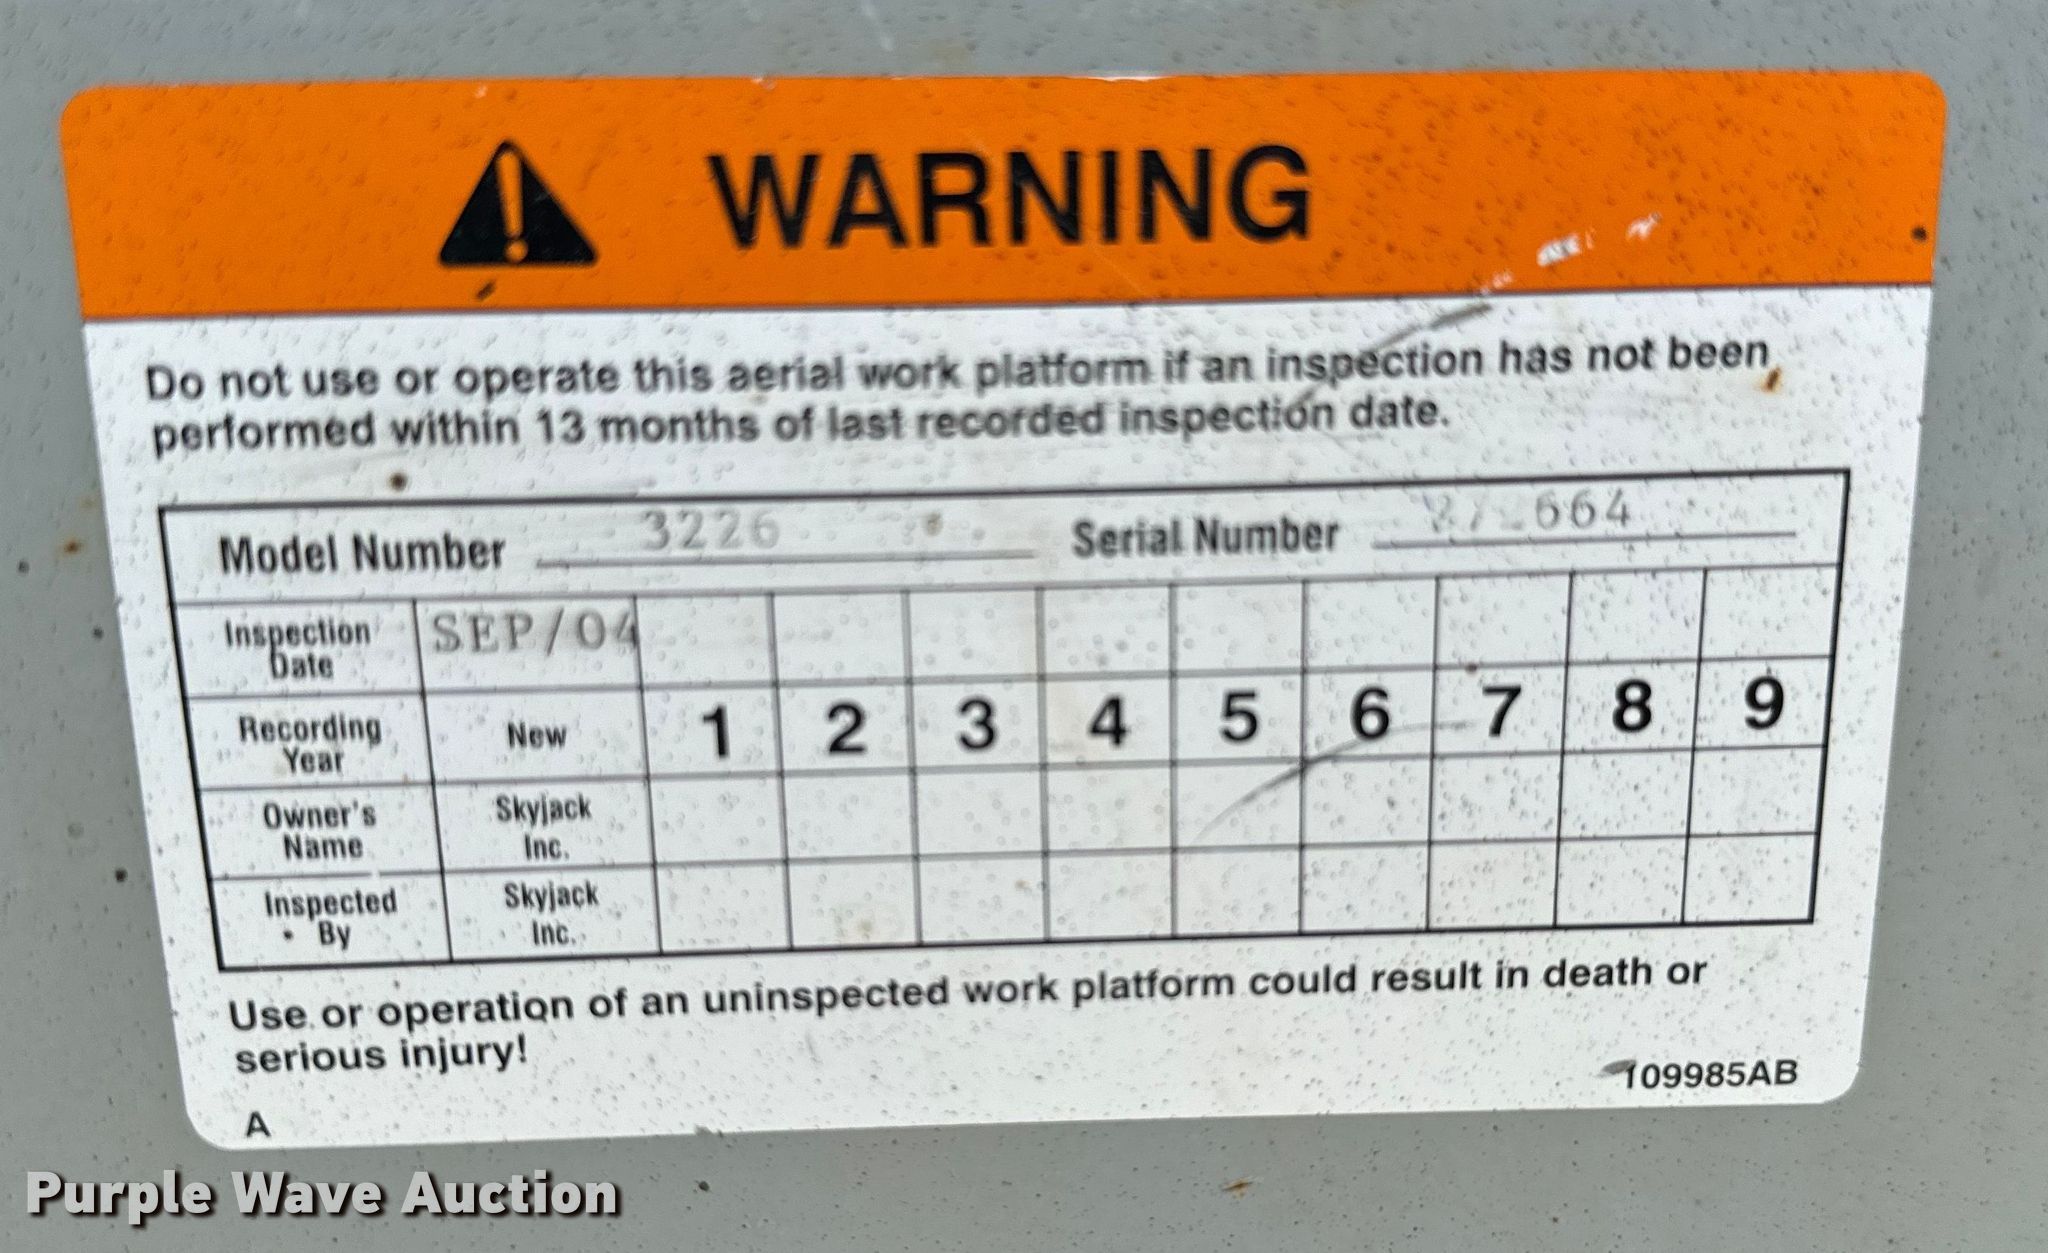 WARNING
Do not use or operate this aerial work platform if an inspection has not been
performed within 13 months of last recorded inspection date.
Model Number 3226 Serial Number
Inspection
Date
SEP/04
Recording
Year
New
1 2 3 4 5 6 7 8 9
Owner's
Name
Skyjack
Inc.
Inspected
By
Skyjack
Inc.
Use or operation of an uninspected work platform could result in death or
serious injury!
109985AB
A
Purple Wave Auction